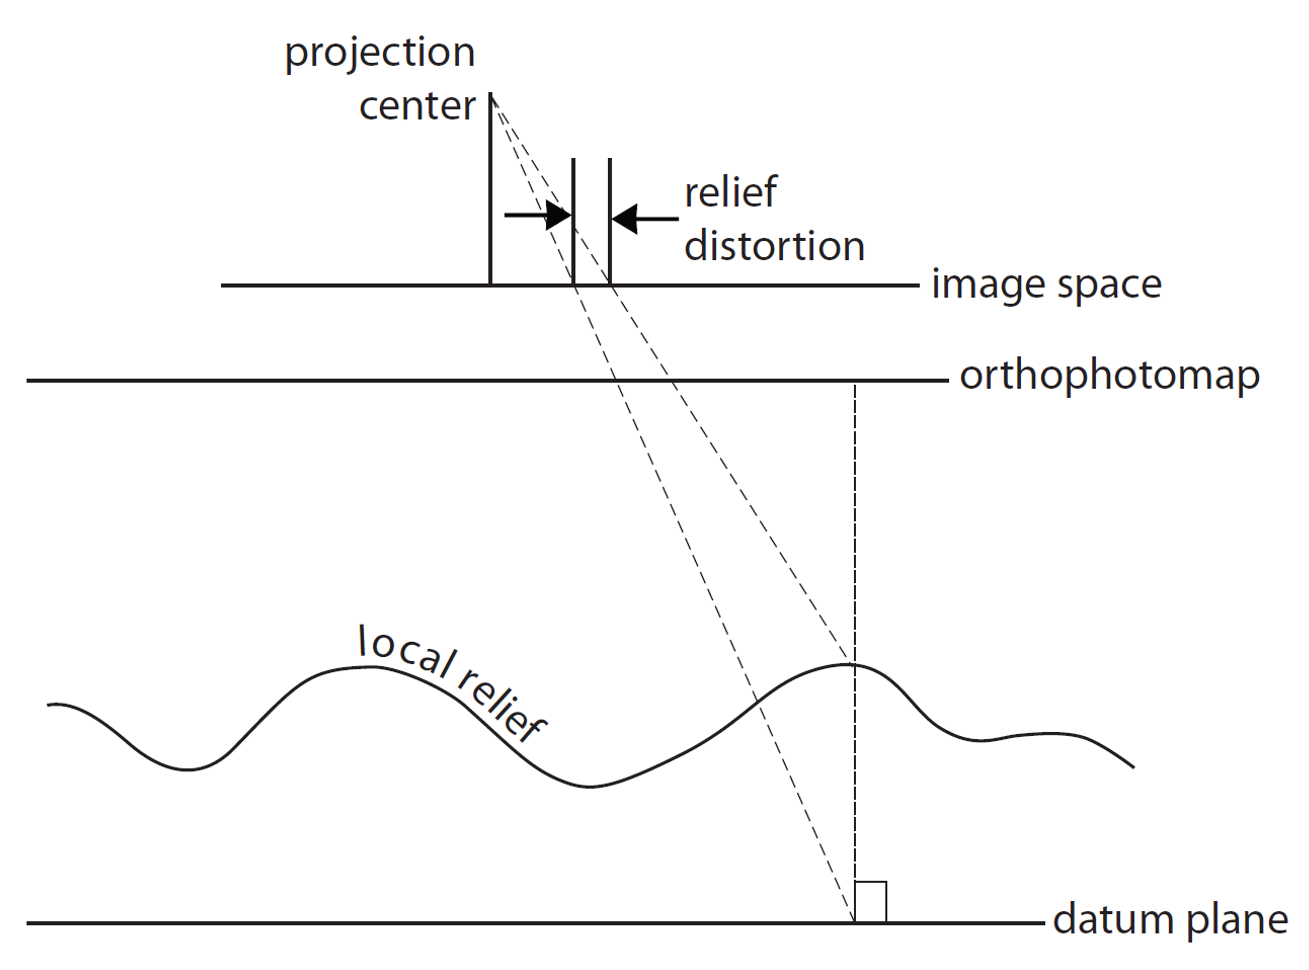 projection
center
relief
distortion
image space
orthophotomap
local relief
datum plane